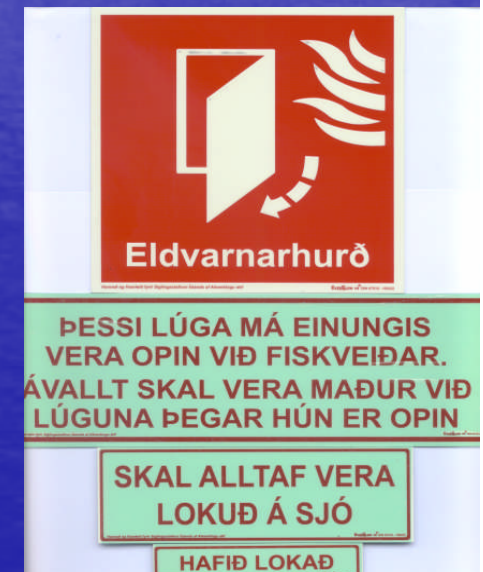 Eldvarnarhurð
ÞESSI LÚGA MÁ EINUNGIS
VERA OPIN VIÐ FISKVEIÐAR.
ÁVALLT SKAL VERA MAÐUR VIÐ
LÚGUNA ÞEGAR HÚN ER OPIN
SKAL ALLTAF VERA
LOKUÐ Á SJÓ
HAFIÐ LOKAÐ